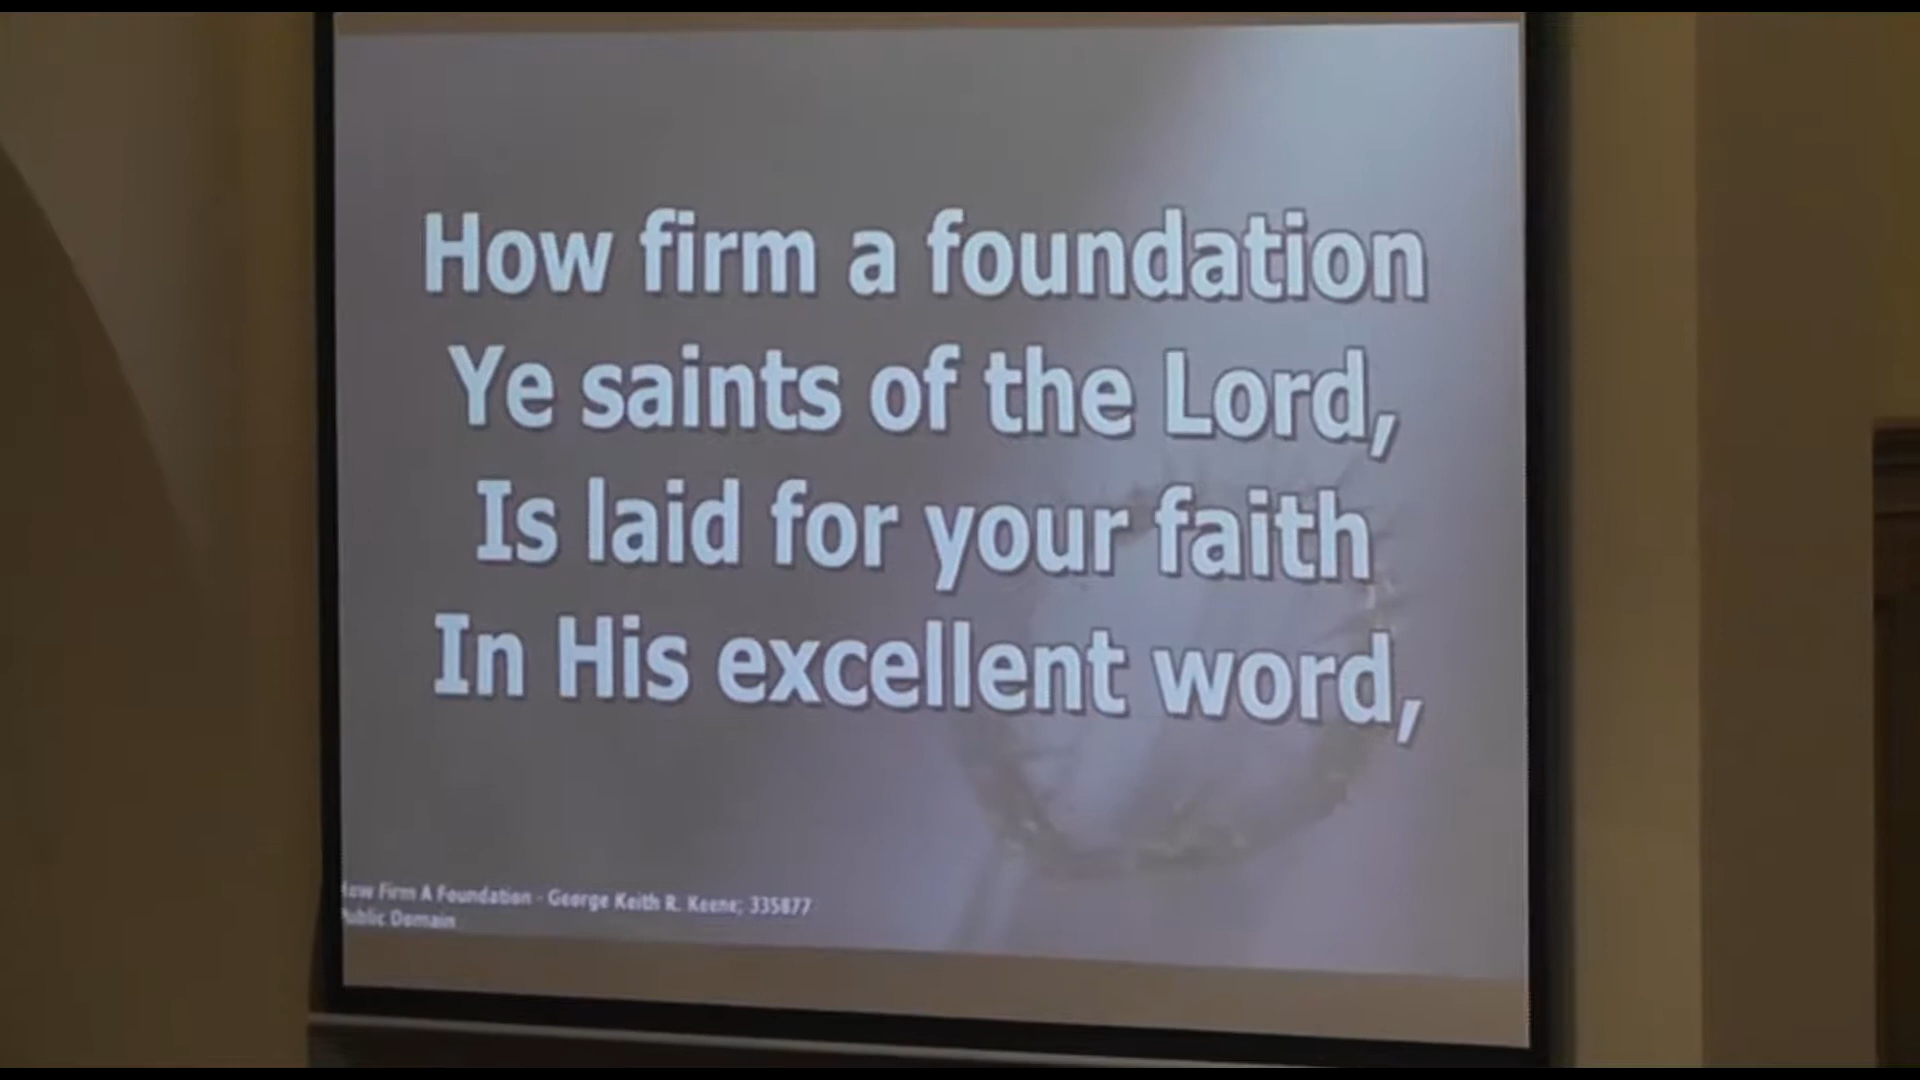 How firm a foundation
Ye saints of the Lord,
Is laid for your faith
In His excellent word,
How Firm A Foundation - George Keith R. Keene; 335877
Public Domain